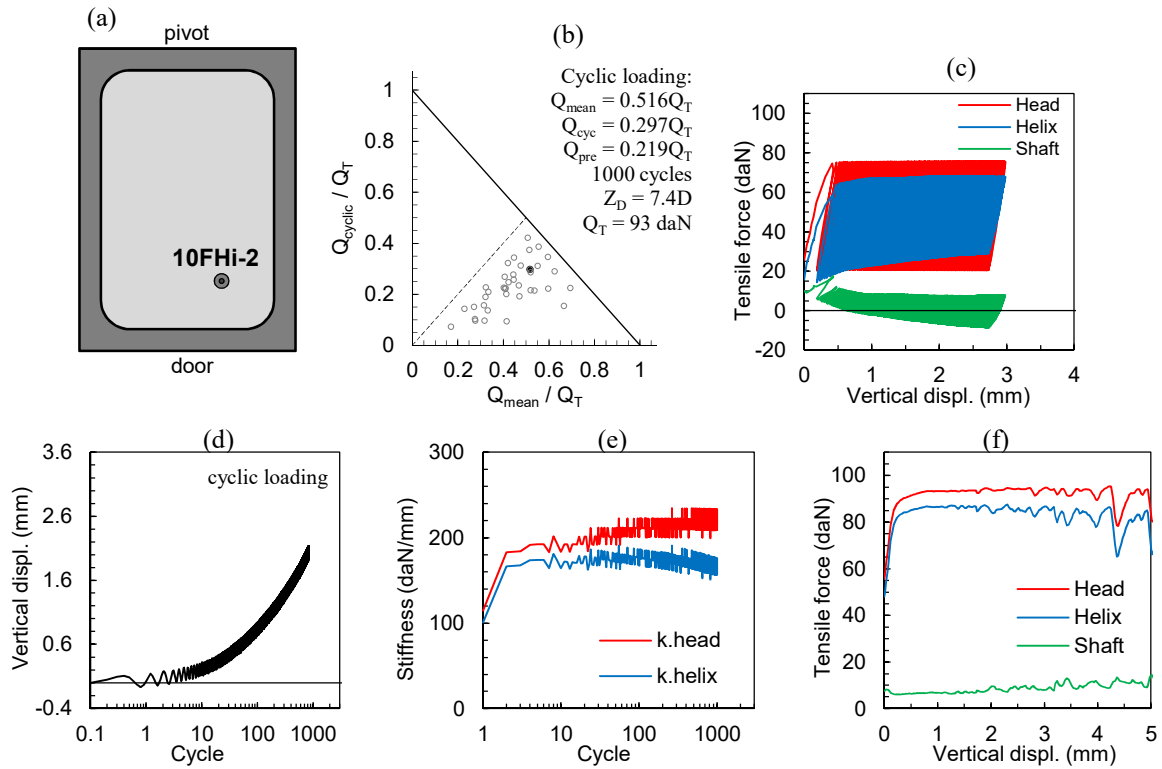 (a)
pivot
10FHi-2
door
(b)
Cyclic loading:
Q_mean = 0.516Q_T
Q_cyc = 0.297Q_T
Q_pre = 0.219Q_T
1000 cycles
Z_D = 7.4D
Q_T = 93 daN
Q_cyclic / Q_T
1
0.8
0.6
0.4
0.2
0
0 0.2 0.4 0.6 0.8 1
Q_mean / Q_T
(c)
Tensile force (daN)
100
80
60
40
20
0
-20
Head
Helix
Shaft
0 1 2 3 4
Vertical displ. (mm)
(d)
cyclic loading
Vertical displ. (mm)
3.6
2.6
1.6
0.6
-0.4
0.1 1 10 100 1000
Cycle
(e)
Stiffness (daN/mm)
300
200
100
0
k.head
k.helix
1 10 100 1000
Cycle
(f)
Tensile force (daN)
100
80
60
40
20
0
Head
Helix
Shaft
0 1 2 3 4 5
Vertical displ. (mm)